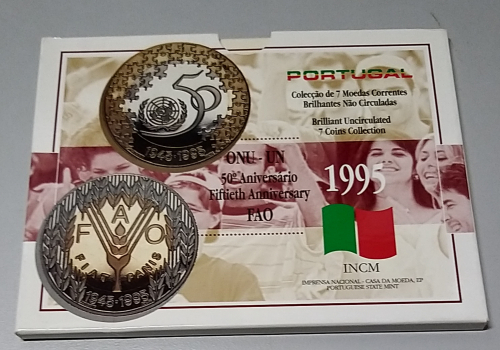 PORTUGAL
Colecção de 7 Moedas Correntes
Brilhantes Não Circuladas
Brilliant Uncirculated
7 Coins Collection
50
1945·1995
ONU - UN
50º Aniversário
Fiftieth Anniversary
FAO
1995
F A O
FIAT PANIS
1945·1995
INCM
IMPRENSA NACIONAL - CASA DA MOEDA, EP
PORTUGUESE STATE MINT